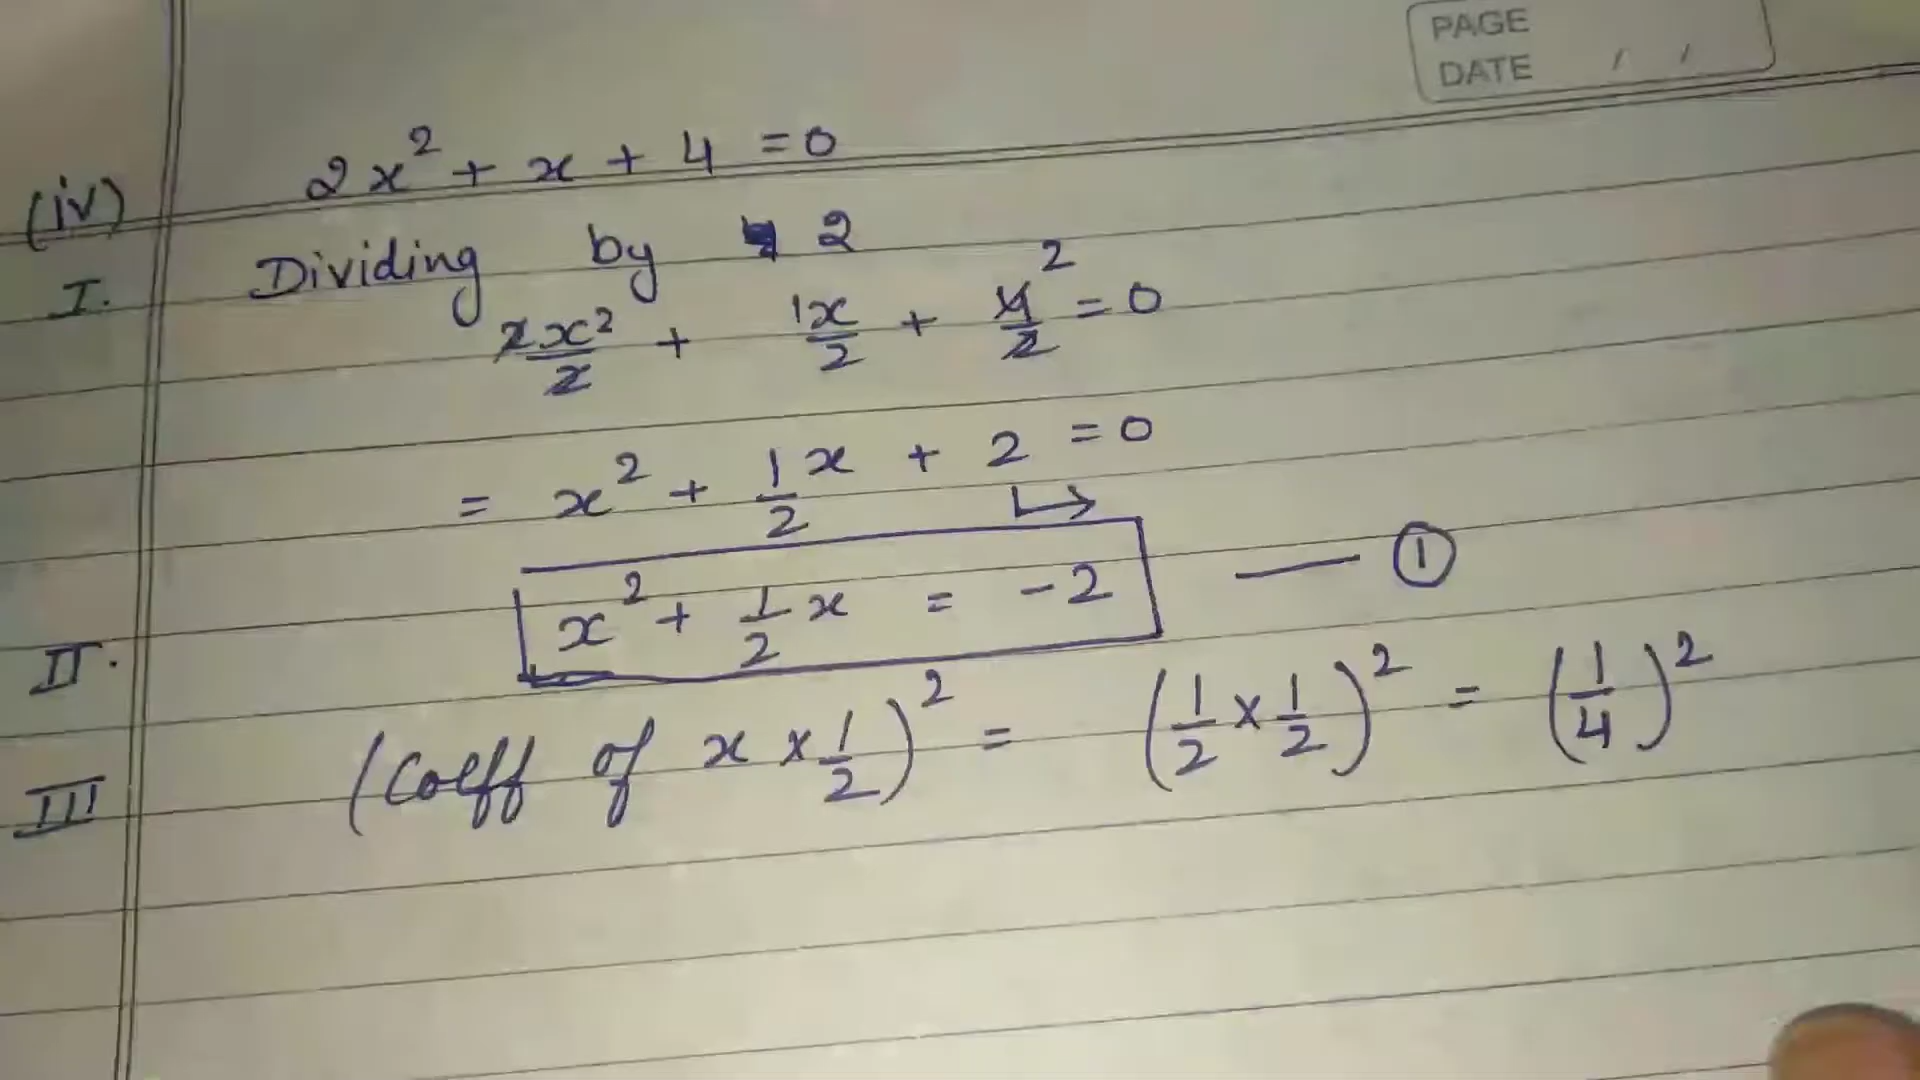 PAGE
DATE / /
(iv) 2x² + x + 4 = 0
I. Dividing by 2
2x²/2 + 1x/2 + 4/2 2 = 0
= x² + 1/2 x + 2 = 0
↳
x² + 1/2 x = -2 — ①
II.
III (Coeff of x × 1/2)² = (1/2 × 1/2)² = (1/4)²